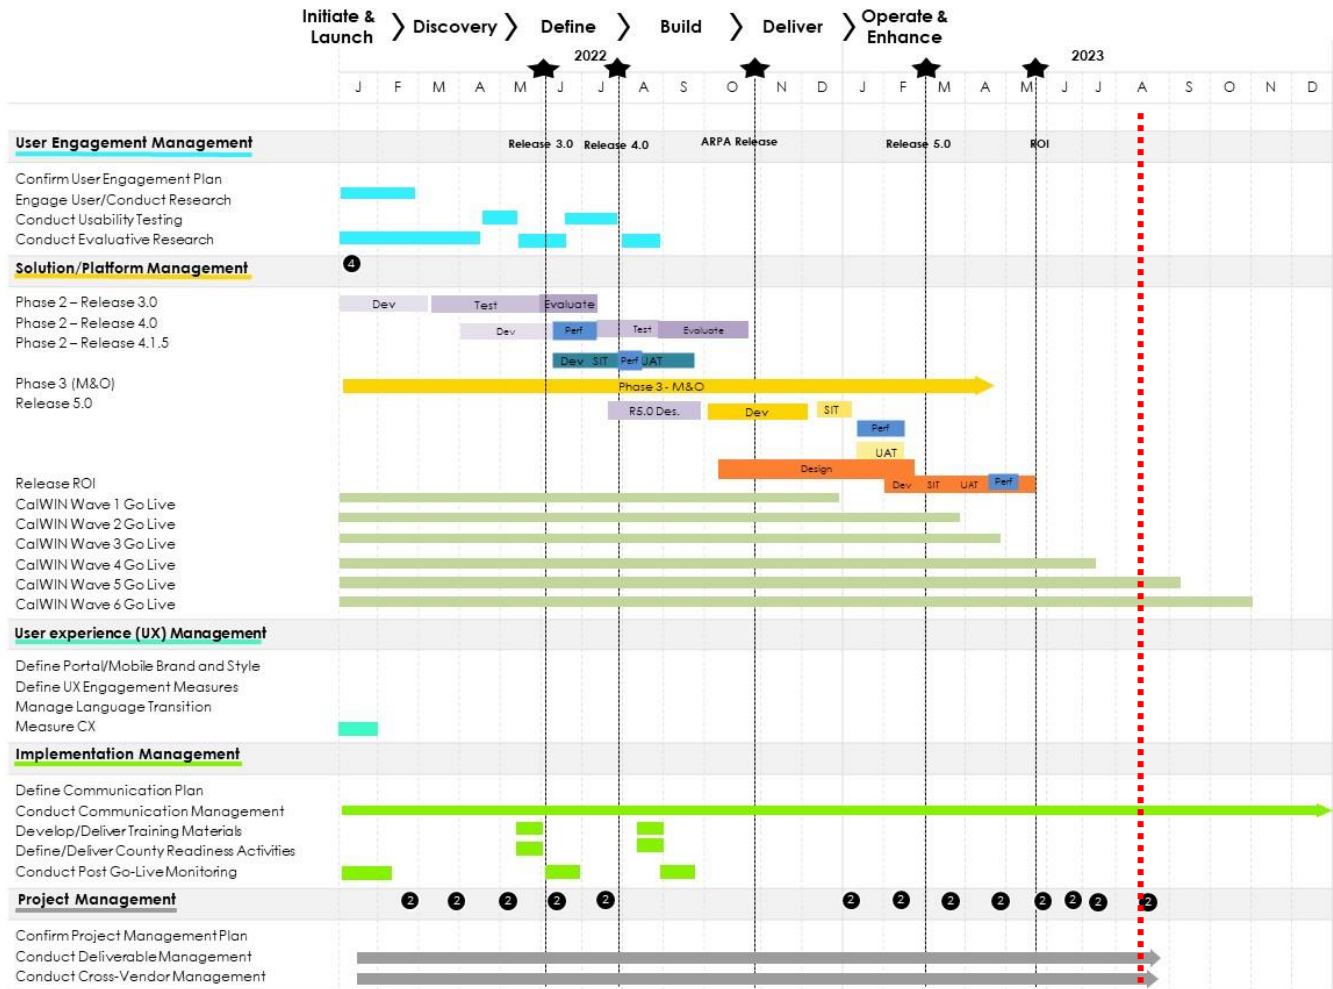 Initiate & Launch
Discovery
Define
Build
Deliver
Operate & Enhance
2022
2023
J F M A M J J A S O N D J F M A M J J A S O N D
User Engagement Management
Release 3.0
Release 4.0
ARPA Release
Release 5.0
ROI
Confirm User Engagement Plan
Engage User/Conduct Research
Conduct Usability Testing
Conduct Evaluative Research
Solution/Platform Management
4
Phase 2 – Release 3.0
Dev
Test
Evaluate
Phase 2 – Release 4.0
Dev
Perf
Test
Evaluate
Phase 2 – Release 4.1.5
Dev SIT Perf UAT
Phase 3 (M&O)
Phase 3 - M&O
Release 5.0
R5.0 Des.
Dev
SIT
Perf
UAT
Design
Release ROI
Dev SIT UAT Perf
CalWIN Wave 1 Go Live
CalWIN Wave 2 Go Live
CalWIN Wave 3 Go Live
CalWIN Wave 4 Go Live
CalWIN Wave 5 Go Live
CalWIN Wave 6 Go Live
User experience (UX) Management
Define Portal/Mobile Brand and Style
Define UX Engagement Measures
Manage Language Transition
Measure CX
Implementation Management
Define Communication Plan
Conduct Communication Management
Develop/Deliver Training Materials
Define/Deliver County Readiness Activities
Conduct Post Go-Live Monitoring
Project Management
2 2 2 2 2 2 2 2 2 2 2 2 2
Confirm Project Management Plan
Conduct Deliverable Management
Conduct Cross-Vendor Management